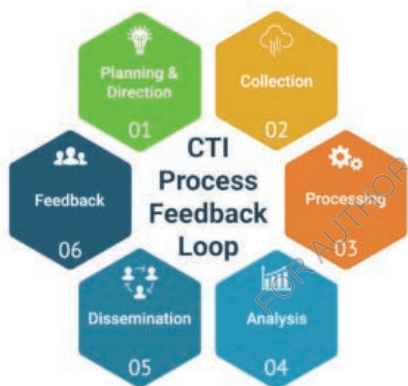 Planning &
Direction
01
Collection
02
Processing
03
Analysis
04
Dissemination
05
Feedback
06
CTI
Process
Feedback
Loop
FOR AUTHOR